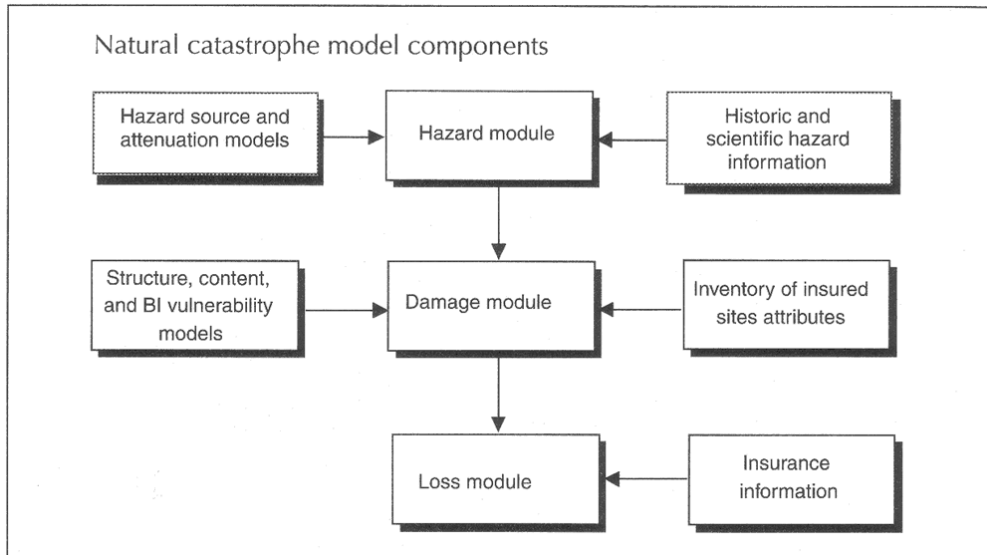 Natural catastrophe model components
Hazard source and
attenuation models
Hazard module
Historic and
scientific hazard
information
Structure, content,
and BI vulnerability
models
Damage module
Inventory of insured
sites attributes
Loss module
Insurance
information